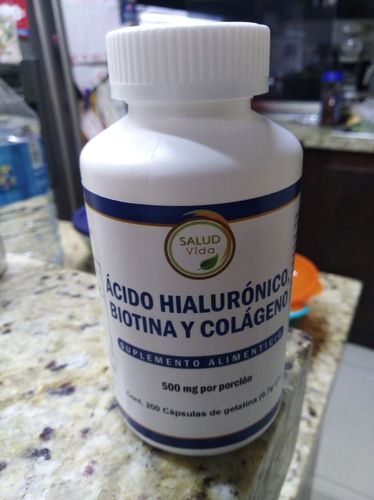 SALUD
Vida
ÁCIDO HIALURÓNICO,
BIOTINA Y COLÁGENO
SUPLEMENTO ALIMENTICIO
500 mg por porción
Cont. 200 Cápsulas de gelatina